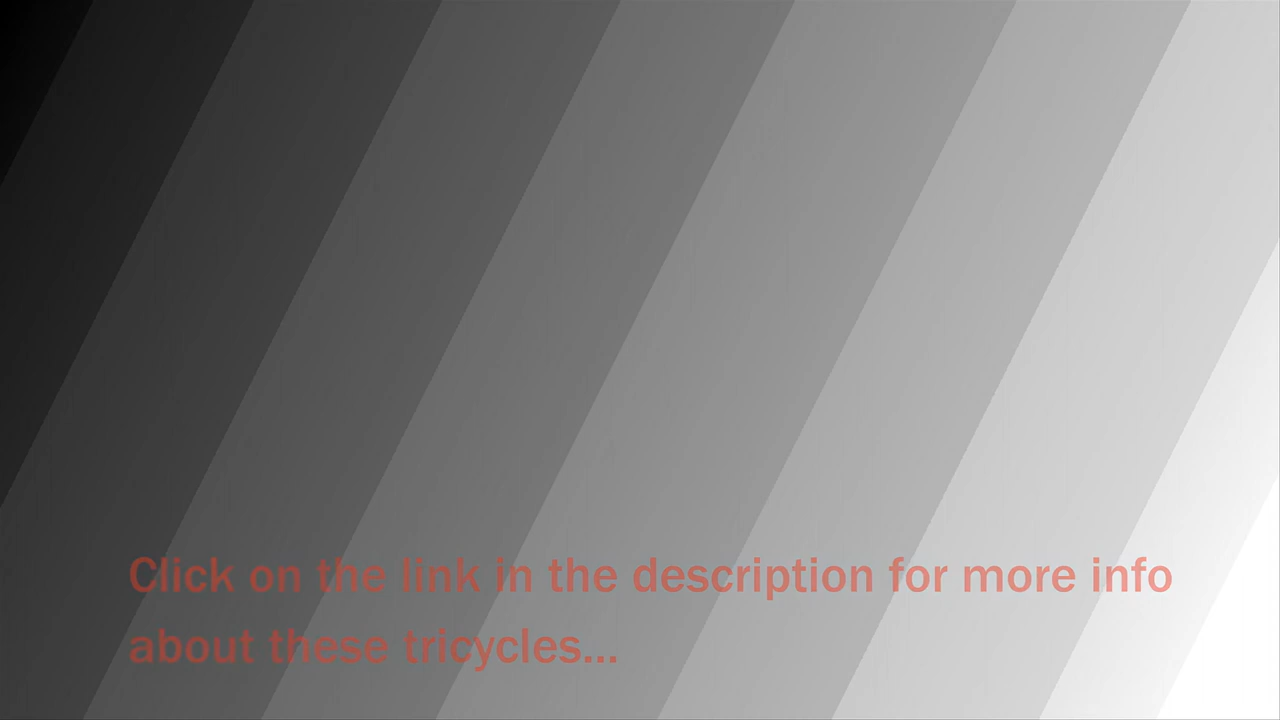 Click on the link in the description for more info
about these tricycles...